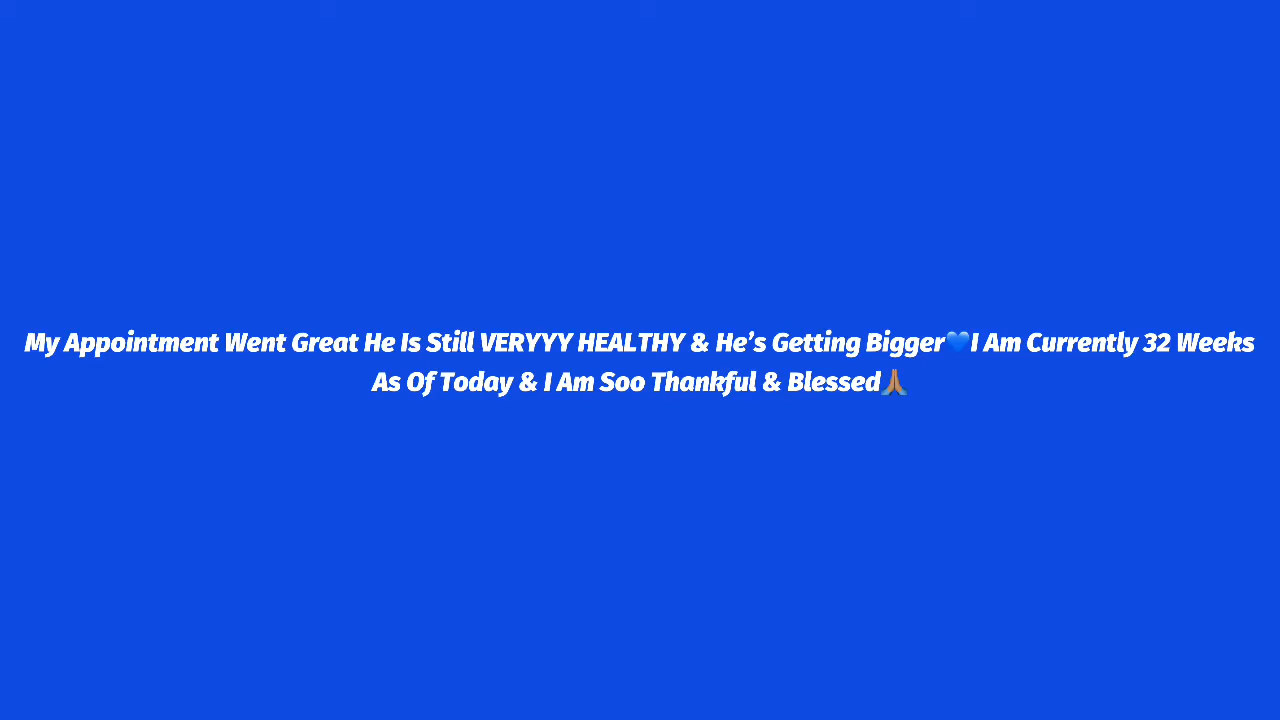 My Appointment Went Great He Is Still VERYYY HEALTHY & He’s Getting Bigger💙I Am Currently 32 Weeks
As Of Today & I Am Soo Thankful & Blessed🙏🏽